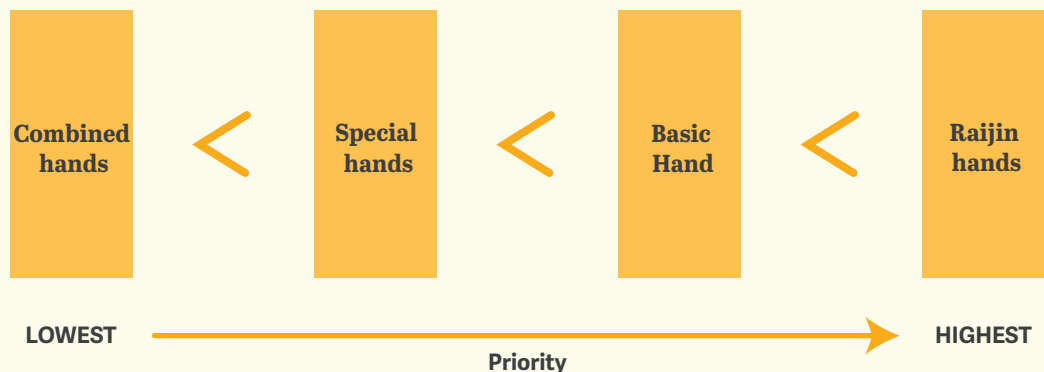 Combined
hands
Special
hands
Basic
Hand
Raijin
hands
LOWEST
HIGHEST
Priority